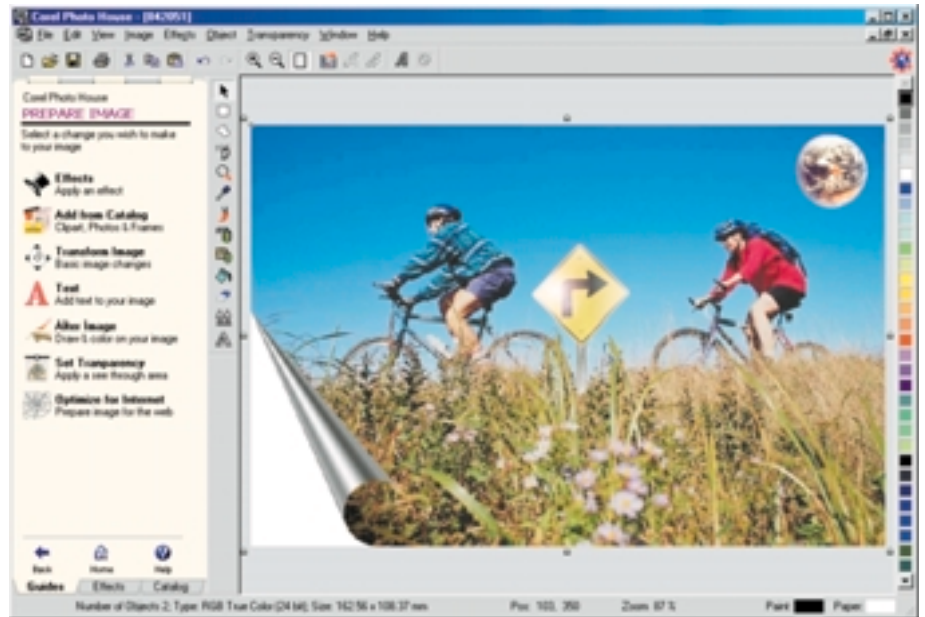 Corel Photo House - [042051]
File Edit View Image Effects Object Transparency Window Help
Corel Photo House
PREPARE IMAGE
Select a change you wish to make
to your image
Effects
Apply an effect
Add from Catalog
Clipart, Photos & Frames
Transform Image
Basic image changes
Text
Add text to your image
Alter Image
Draw & color on your image
Set Transparency
Apply a see through area
Optimize for Internet
Prepare image for the web
Back Home Help
Guides Effects Catalog
Number of Objects 2; Type: RGB True Color (24 bit); Size: 162.56 x 108.37 mm Pos: 103, 350 Zoom: 87 % Paint: Paper: